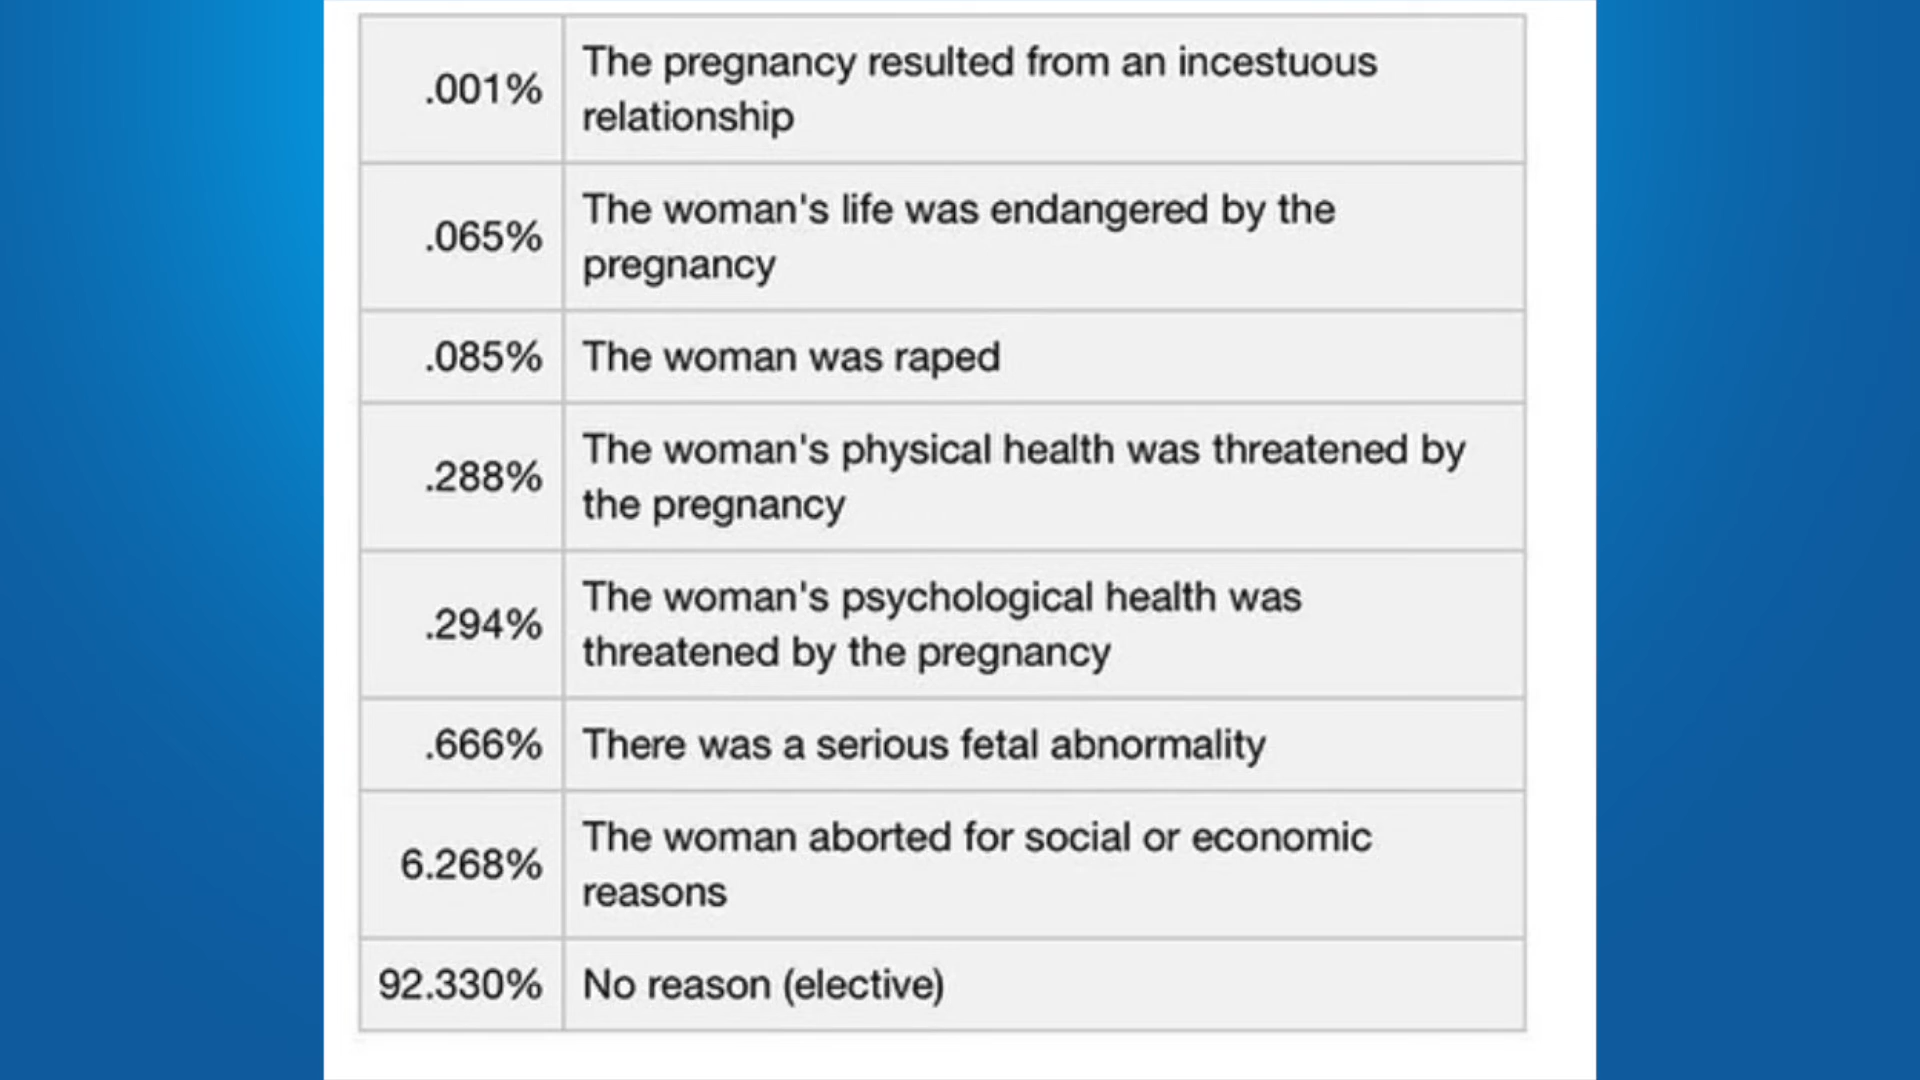 .001%
The pregnancy resulted from an incestuous
relationship
.065%
The woman's life was endangered by the
pregnancy
.085%
The woman was raped
.288%
The woman's physical health was threatened by
the pregnancy
.294%
The woman's psychological health was
threatened by the pregnancy
.666%
There was a serious fetal abnormality
6.268%
The woman aborted for social or economic
reasons
92.330%
No reason (elective)